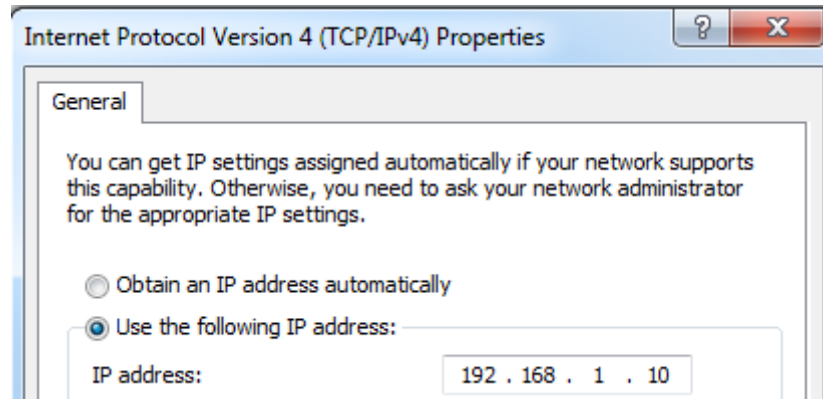 Internet Protocol Version 4 (TCP/IPv4) Properties
General
You can get IP settings assigned automatically if your network supports
this capability. Otherwise, you need to ask your network administrator
for the appropriate IP settings.
Obtain an IP address automatically
Use the following IP address:
IP address: 192 . 168 . 1 . 10